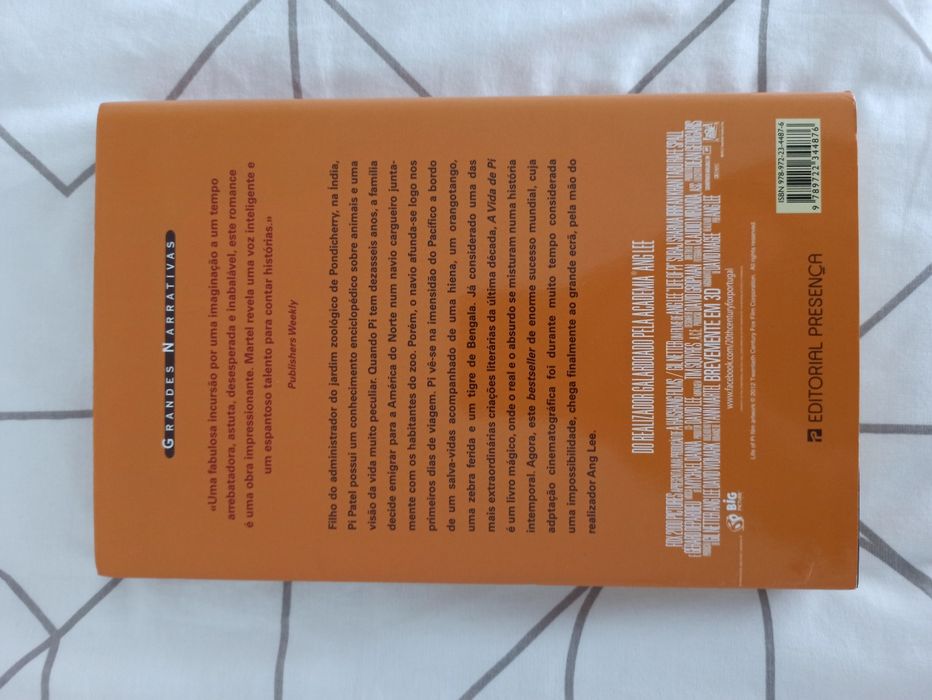 GRANDES NARRATIVAS
«Uma fabulosa incursão por uma imaginação a um tempo
arrebatadora, astuta, desesperada e inabalável, este romance
é uma obra impressionante. Martel revela uma voz inteligente e
um espantoso talento para contar histórias.»
Publishers Weekly
Filho do administrador do jardim zoológico de Pondicherry, na Índia,
Pi Patel possui um conhecimento enciclopédico sobre animais e uma
visão da vida muito peculiar. Quando Pi tem dezasseis anos, a família
decide emigrar para a América do Norte num navio cargueiro junta-
mente com os habitantes do zoo. Porém, o navio afunda-se logo nos
primeiros dias de viagem. Pi vê-se na imensidão do Pacífico a bordo
de um salva-vidas acompanhado de uma hiena, um orangotango,
uma zebra ferida e um tigre de Bengala. Já considerado uma das
mais extraordinárias criações literárias da última década, A Vida de Pi
é um livro mágico, onde o real e o absurdo se misturam numa história
intemporal. Agora, este bestseller de enorme sucesso mundial, cuja
adptação cinematográfica foi durante muito tempo considerada
uma impossibilidade, chega finalmente ao grande ecrã, pela mão do
realizador Ang Lee.
DO REALIZADOR GALARDOADO PELA ACADEMIA ANG LEE
FOX 2000 PICTURES
ANG LEE
BREVEMENTE EM 3D
BIG
www.facebook.com/20thcenturyfoxportugal
Life of Pi film artwork © 2012 Twentieth Century Fox Film Corporation. All rights reserved.
EDITORIAL PRESENÇA
ISBN 978-972-23-4487-6
9 789722 344876